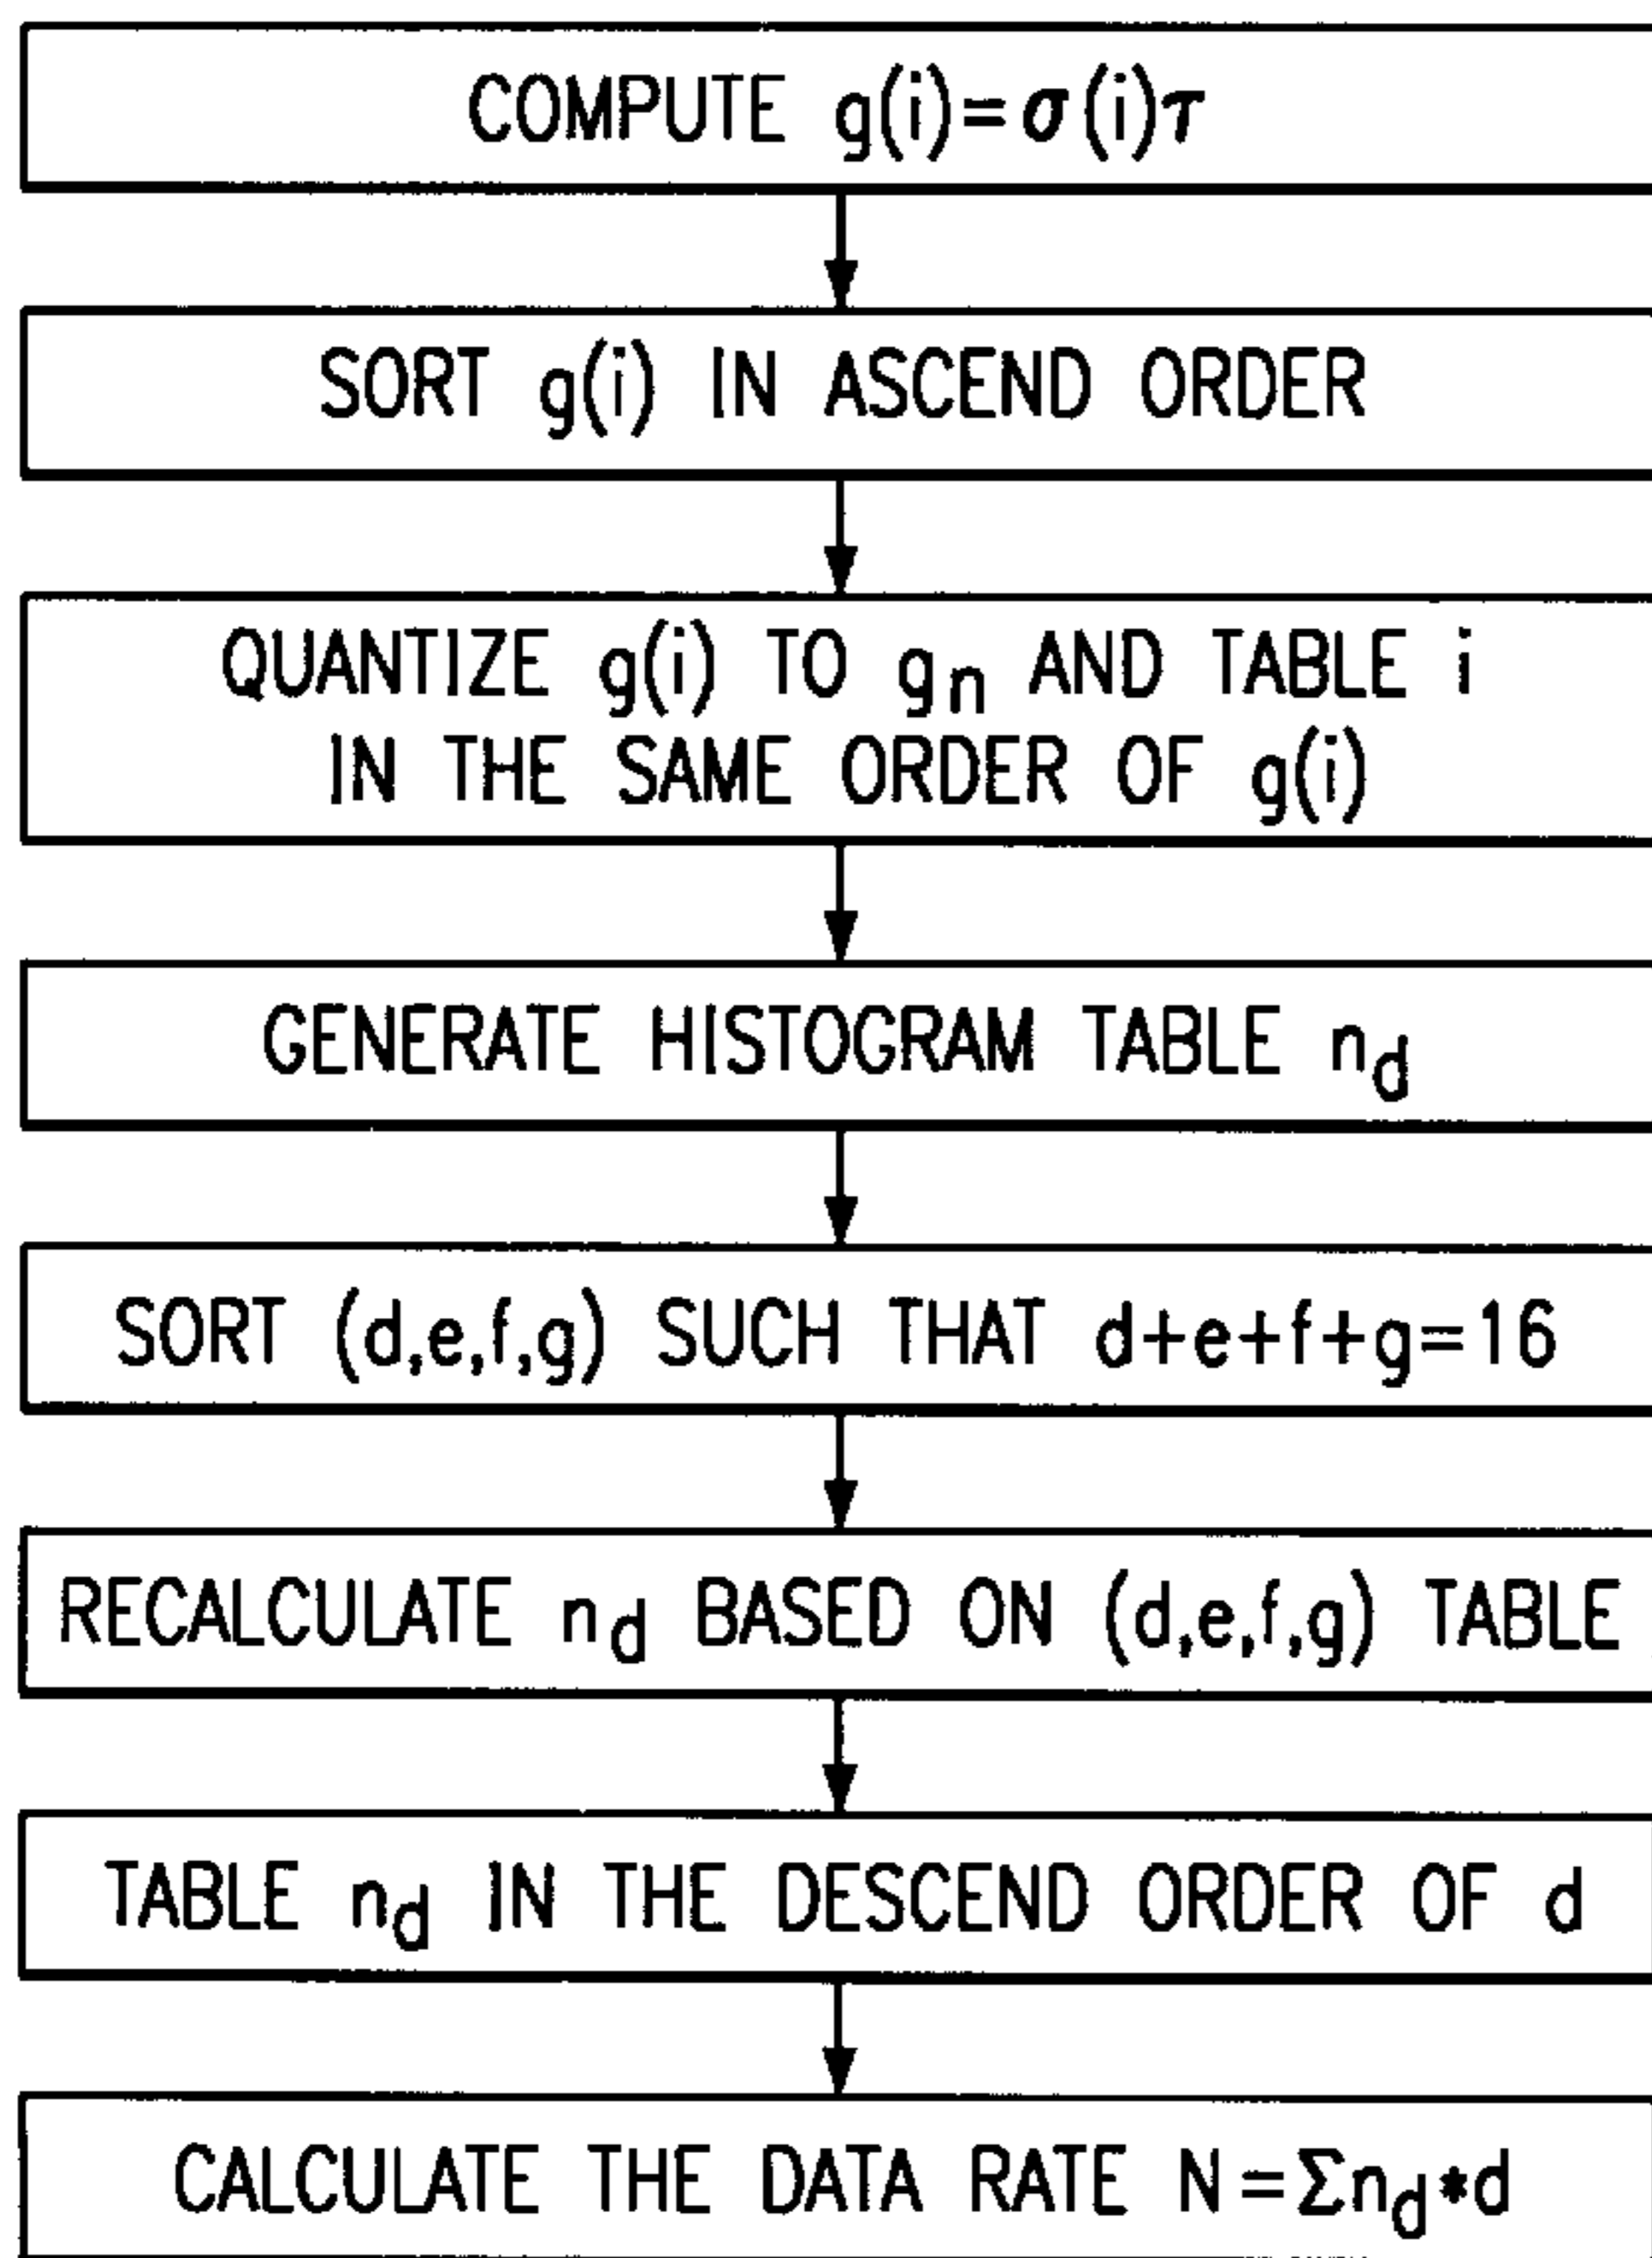 COMPUTE g(i)=σ(i)τ
SORT g(i) IN ASCEND ORDER
QUANTIZE g(i) TO gn AND TABLE i
IN THE SAME ORDER OF g(i)
GENERATE HISTOGRAM TABLE nd
SORT (d,e,f,g) SUCH THAT d+e+f+g=16
RECALCULATE nd BASED ON (d,e,f,g) TABLE
TABLE nd IN THE DESCEND ORDER OF d
CALCULATE THE DATA RATE N=Σnd*d